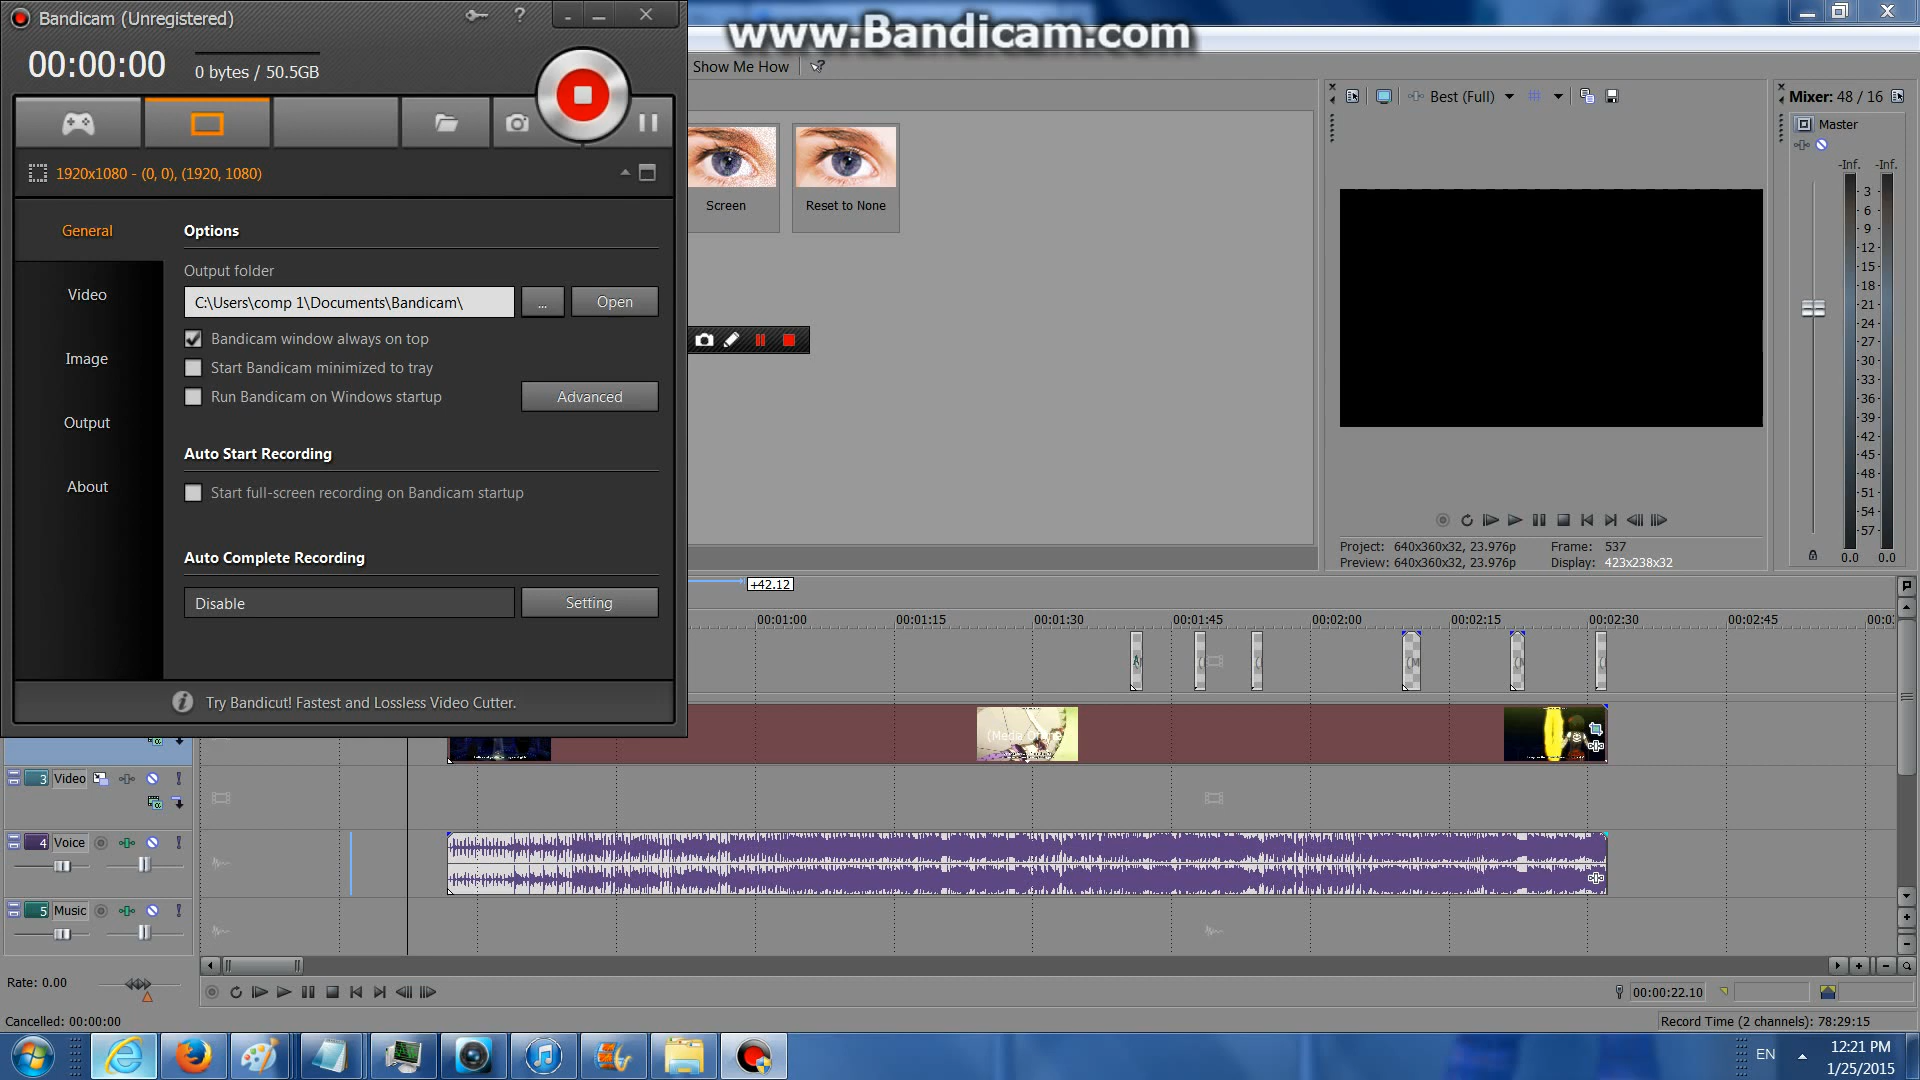 Bandicam (Unregistered)
?
www.Bandicam.com
00:00:00
0 bytes / 50.5GB
Show Me How
Best (Full)
Mixer: 48 / 16
Master
1920x1080 - (0, 0), (1920, 1080)
Screen
Reset to None
-Inf.
-Inf.
3
6
9
12
15
18
21
24
27
30
33
36
39
42
45
48
51
54
57
0.0
0.0
General
Video
Image
Output
About
Options
Output folder
C:\Users\comp 1\Documents\Bandicam\
...
Open
Bandicam window always on top
Start Bandicam minimized to tray
Run Bandicam on Windows startup
Advanced
Auto Start Recording
Start full-screen recording on Bandicam startup
Auto Complete Recording
Disable
Setting
Try Bandicut! Fastest and Lossless Video Cutter.
Project: 640x360x32, 23.976p
Frame: 537
Preview: 640x360x32, 23.976p
Display: 423x238x32
+42.12
00:01:00
00:01:15
00:01:30
00:01:45
00:02:00
00:02:15
00:02:30
00:02:45
3 Video
4 Voice
5 Music
Rate: 0.00
00:00:22.10
Cancelled: 00:00:00
Record Time (2 channels): 78:29:15
EN
12:21 PM
1/25/2015